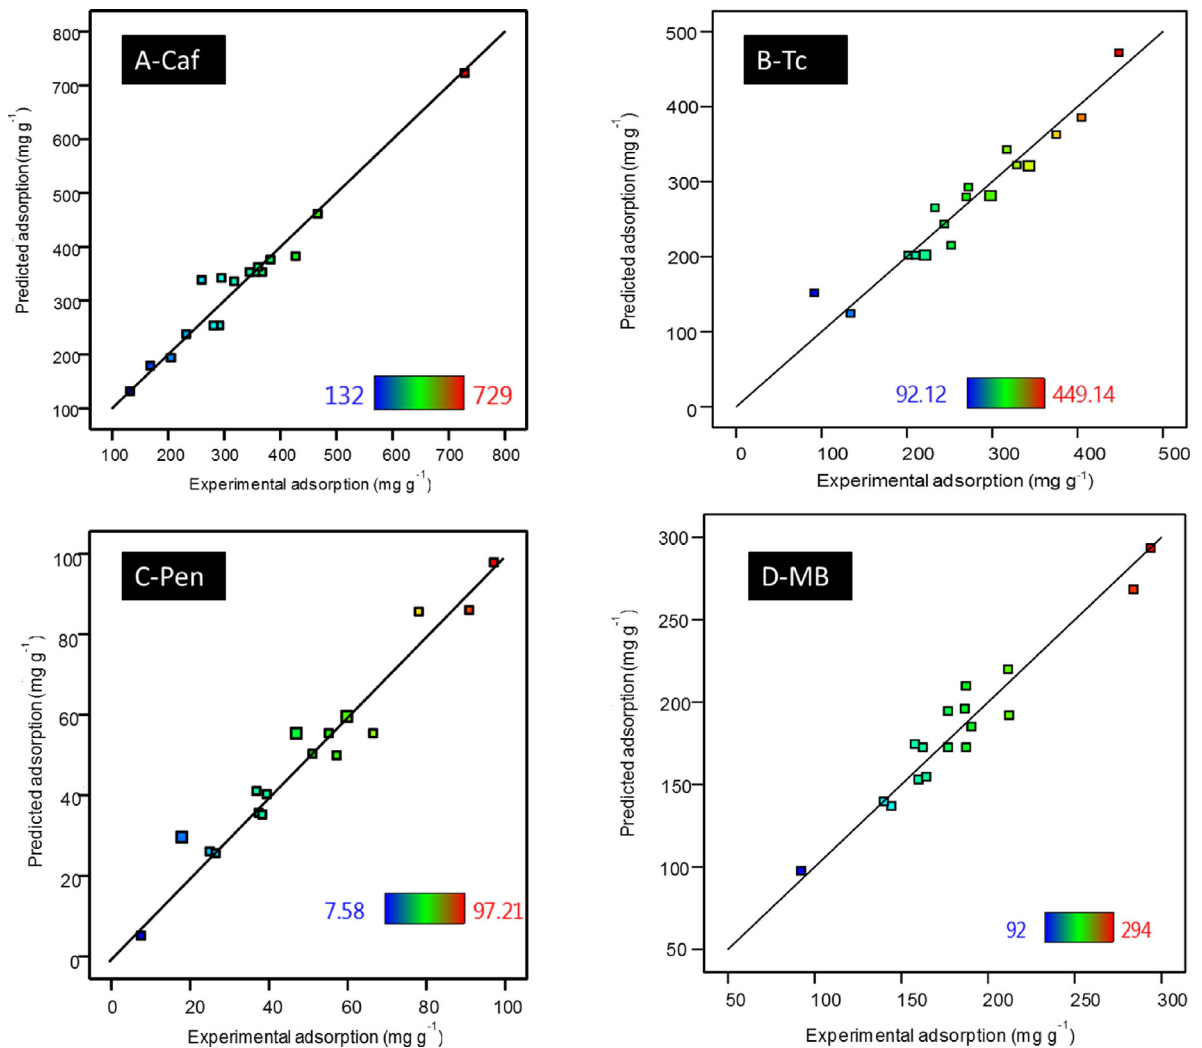 A-Caf
800
700
600
500
400
300
200
100
Predicted adsorption (mg g-1)
132
729
100 200 300 400 500 600 700 800
Experimental adsorption (mg g-1)
B-Tc
500
400
300
200
100
0
Predicted adsorption (mg g-1)
92.12
449.14
0 100 200 300 400 500
Experimental adsorption (mg g-1)
C-Pen
100
80
60
40
20
0
Predicted adsorption (mg g-1)
7.58
97.21
0 20 40 60 80 100
Experimental adsorption (mg g-1)
D-MB
300
250
200
150
100
50
Predicted adsorption (mg g-1)
92
294
50 100 150 200 250 300
Experimental adsorption (mg g-1)